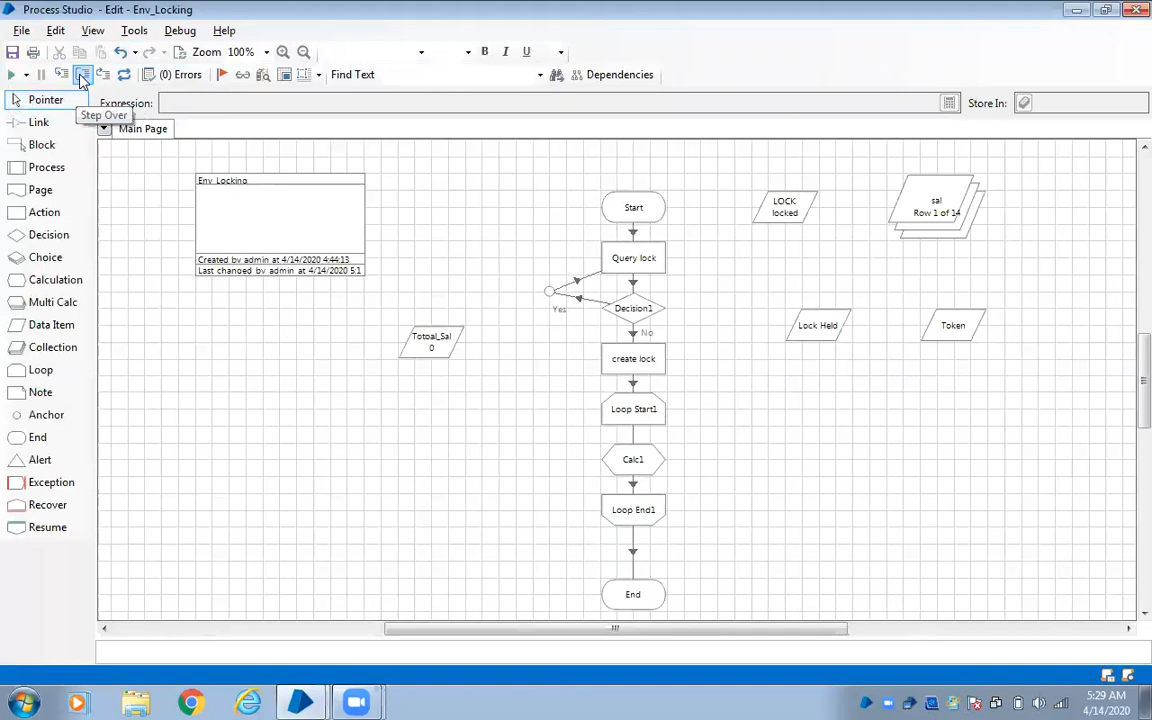 Process Studio - Edit - Env_Locking
File Edit View Tools Debug Help
Zoom 100% B I U
(0) Errors Find Text Dependencies
Pointer Step Over Expression: Store In:
Link Main Page
Block
Process
Page
Action
Decision
Choice
Calculation
Multi Calc
Data Item
Collection
Loop
Note
Anchor
End
Alert
Exception
Recover
Resume
Env_Locking
Created by admin at 4/14/2020 4:44:13
Last changed by admin at 4/14/2020 5:1
Start
LOCK
locked
sal
Row 1 of 14
Query lock
Yes
Decision1
No
Totoal_Sal
0
Lock Held
Token
create lock
Loop Start1
Calc1
Loop End1
End
5:29 AM
4/14/2020